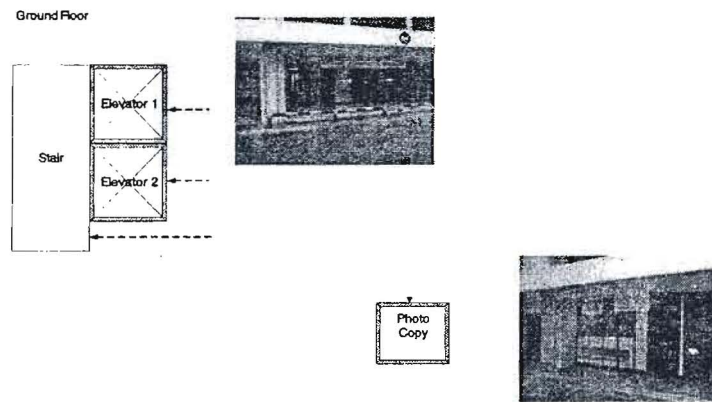 Ground Floor
Elevator 1
Stair
Elevator 2
Photo
Copy